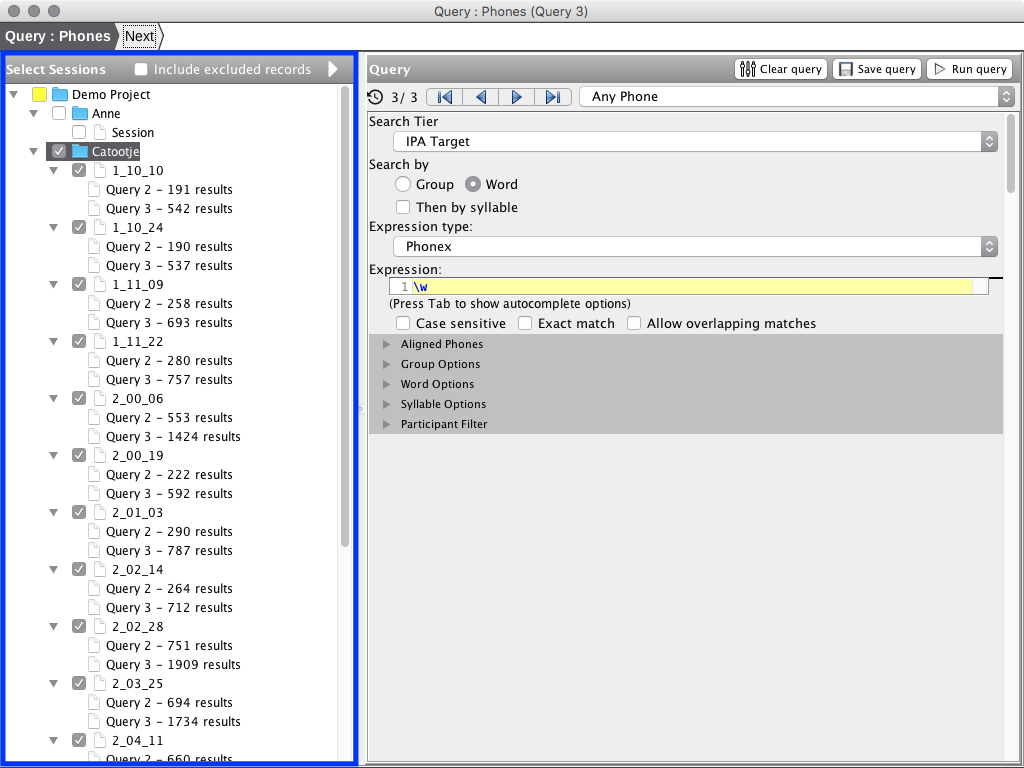 Query : Phones (Query 3)
Query : Phones Next
Select Sessions Include excluded records
Demo Project
Anne
Session
Catootje
1_10_10
Query 2 - 191 results
Query 3 - 542 results
1_10_24
Query 2 - 190 results
Query 3 - 537 results
1_11_09
Query 2 - 258 results
Query 3 - 693 results
1_11_22
Query 2 - 280 results
Query 3 - 757 results
2_00_06
Query 2 - 553 results
Query 3 - 1424 results
2_00_19
Query 2 - 222 results
Query 3 - 592 results
2_01_03
Query 2 - 290 results
Query 3 - 787 results
2_02_14
Query 2 - 264 results
Query 3 - 712 results
2_02_28
Query 2 - 751 results
Query 3 - 1909 results
2_03_25
Query 2 - 694 results
Query 3 - 1734 results
2_04_11
Query 2 - 660 results
Query Clear query Save query Run query
3/ 3 Any Phone
Search Tier
IPA Target
Search by
Group Word
Then by syllable
Expression type:
Phonex
Expression:
1 \w
(Press Tab to show autocomplete options)
Case sensitive Exact match Allow overlapping matches
Aligned Phones
Group Options
Word Options
Syllable Options
Participant Filter